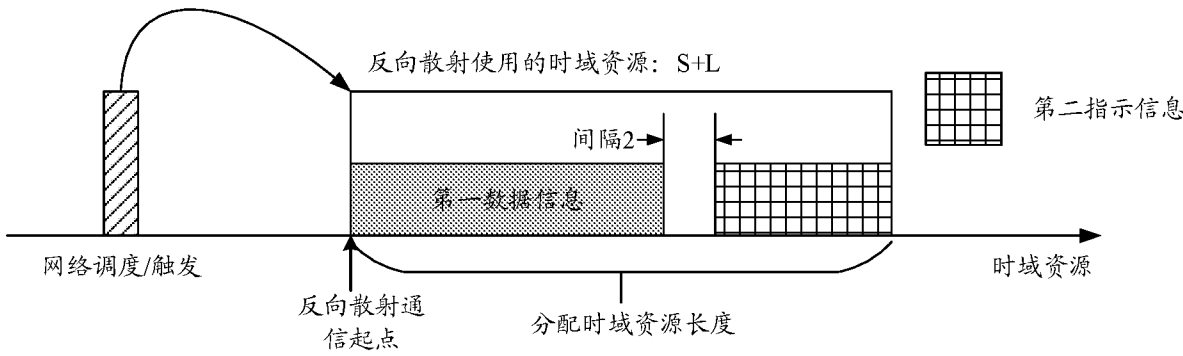 反向散射使用的时域资源：S+L
第二指示信息
间隔2
第一数据信息
网络调度/触发
时域资源
反向散射通
信起点
分配时域资源长度